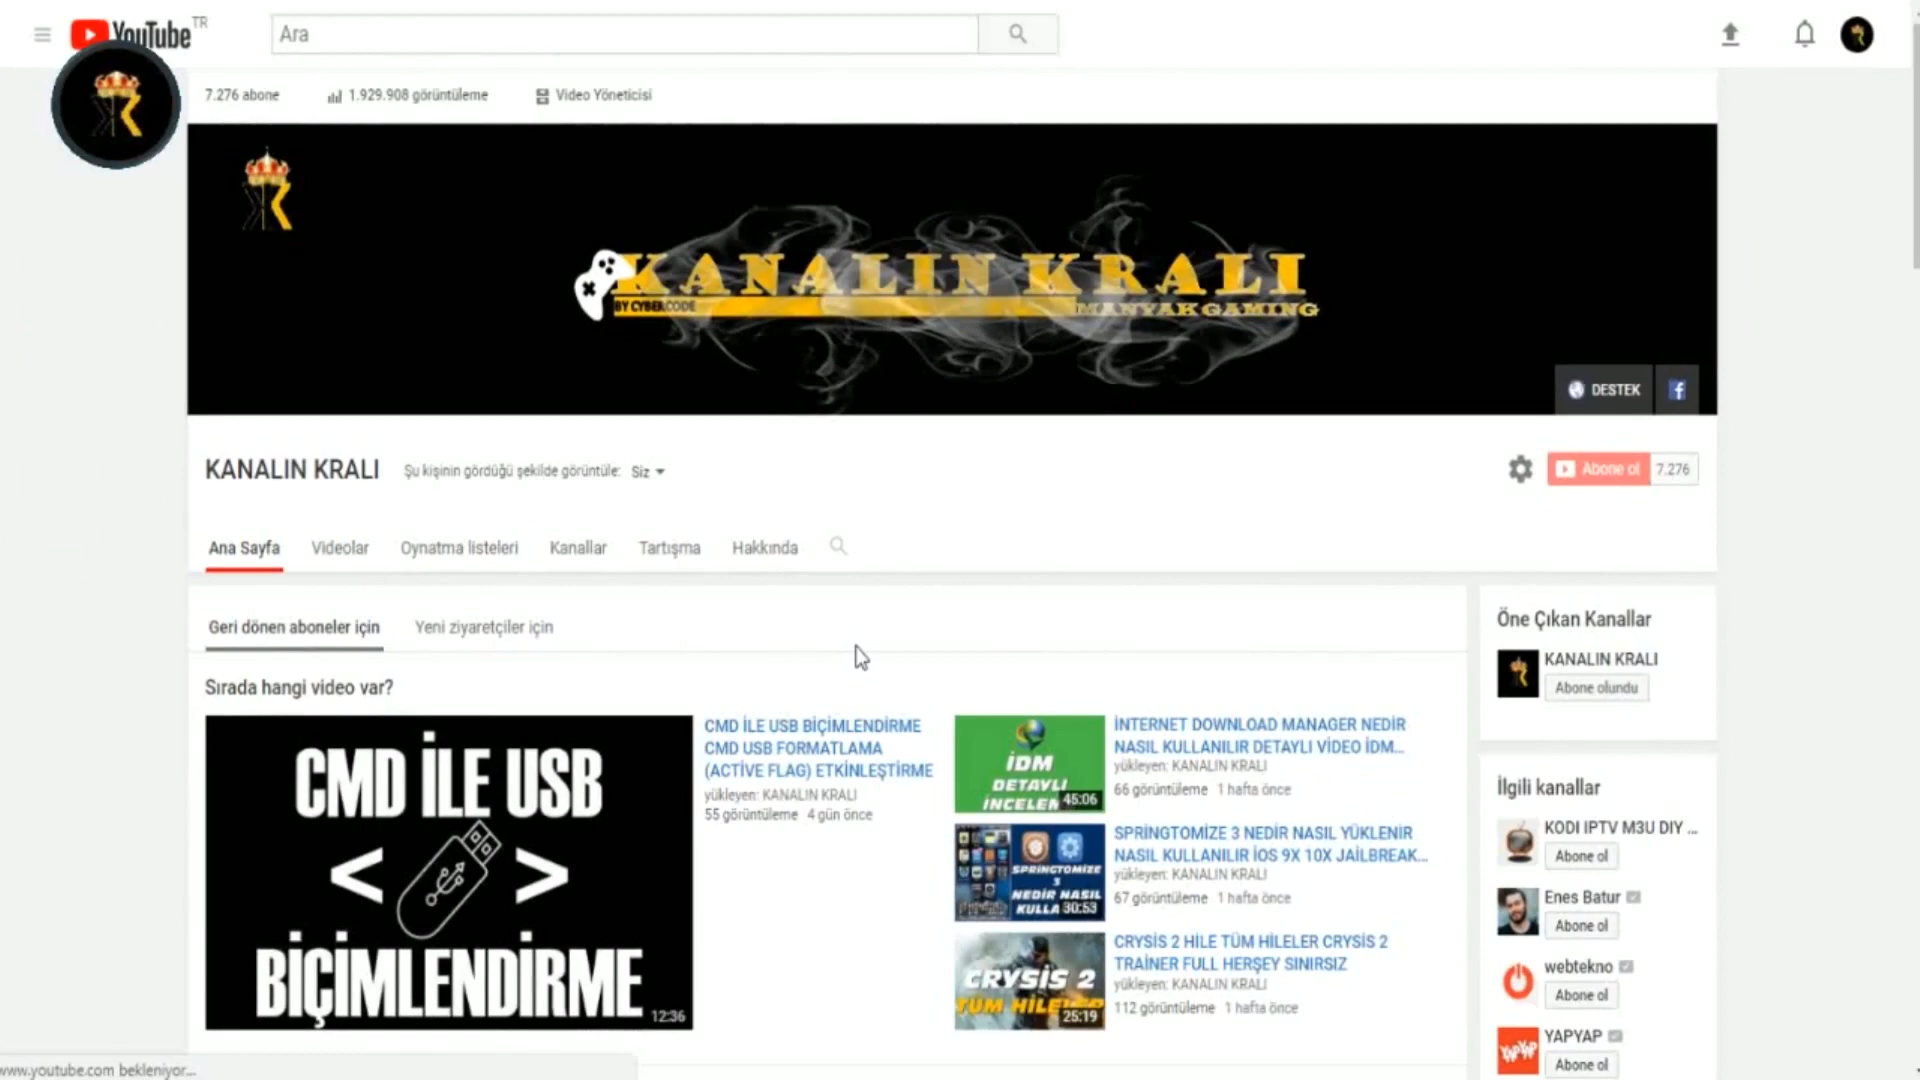 YouTube TR
Ara
7.276 abone
1.929.908 görüntüleme
Video Yöneticisi
KANALIN KRALI
BY CYBERCODE
MANYAK GAMING
DESTEK
KANALIN KRALI
Şu kişinin gördüğü şekilde görüntüle: Siz
Abone ol 7.276
Ana Sayfa
Videolar
Oynatma listeleri
Kanallar
Tartışma
Hakkında
Geri dönen aboneler için
Yeni ziyaretçiler için
Sırada hangi video var?
CMD İLE USB
< >
BİÇİMLENDİRME
12:36
CMD İLE USB BİÇİMLENDİRME
CMD USB FORMATLAMA
(ACTİVE FLAG) ETKİNLEŞTİRME
yükleyen: KANALIN KRALI
55 görüntüleme 4 gün önce
İDM
DETAYLI
İNCELEM
45:06
İNTERNET DOWNLOAD MANAGER NEDİR
NASIL KULLANILIR DETAYLI VİDEO İDM...
yükleyen: KANALIN KRALI
66 görüntüleme 1 hafta önce
SPRİNGTOMİZE
3
NEDİR NASIL
KULLA
30:53
SPRİNGTOMİZE 3 NEDİR NASIL YÜKLENİR
NASIL KULLANILIR İOS 9X 10X JAİLBREAK...
yükleyen: KANALIN KRALI
67 görüntüleme 1 hafta önce
CRYSİS 2
TÜM HİLELER
25:19
CRYSİS 2 HİLE TÜM HİLELER CRYSİS 2
TRAİNER FULL HERŞEY SINIRSIZ
yükleyen: KANALIN KRALI
112 görüntüleme 1 hafta önce
Öne Çıkan Kanallar
KANALIN KRALI
Abone olundu
İlgili kanallar
KODI IPTV M3U DIY ...
Abone ol
Enes Batur
Abone ol
webtekno
Abone ol
YAPYAP
YAPYAP
Abone ol
www.youtube.com bekleniyor...